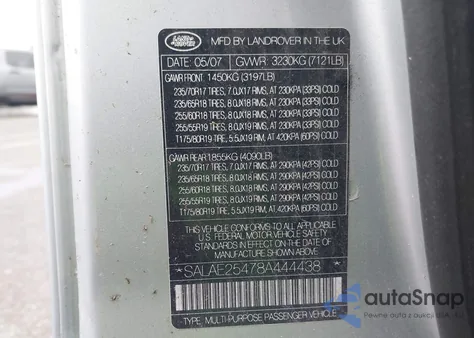 LAND ROVER
MFD BY LANDROVER IN THE UK
DATE: 05/07 GVWR: 3230KG (7121LB)
GAWR FRONT: 1450KG (3197LB)
235/70R17 TIRES, 7.0JX17 RIMS, AT 230KPA (33PSI) COLD
235/65R18 TIRES, 8.0JX18 RIMS, AT 230KPA (33PSI) COLD
255/60R18 TIRES, 8.0JX18 RIMS, AT 230KPA (33PSI) COLD
255/55R19 TIRES, 8.0JX19 RIMS, AT 230KPA (33PSI) COLD
T175/80R19 TIRES, 5.5JX19 RIM, AT 420KPA (60PSI) COLD
GAWR REAR: 1855KG (4090LB)
235/70R17 TIRES, 7.0JX17 RIMS, AT 290KPA (42PSI) COLD
235/65R18 TIRES, 8.0JX18 RIMS, AT 290KPA (42PSI) COLD
255/60R18 TIRES, 8.0JX18 RIMS, AT 290KPA (42PSI) COLD
255/55R19 TIRES, 8.0JX19 RIMS, AT 290KPA (42PSI) COLD
T175/80R19 TIRES, 5.5JX19 RIM, AT 420KPA (60PSI) COLD
THIS VEHICLE CONFORMS TO ALL APPLICABLE
U.S. FEDERAL MOTOR VEHICLE SAFETY
STANDARDS IN EFFECT ON THE DATE OF
MANUFACTURE SHOWN ABOVE
*SALAE25478A444438*
TYPE: MULTI-PURPOSE PASSENGER VEHICLE
autoSnap
Pewne auto z aukcji USA